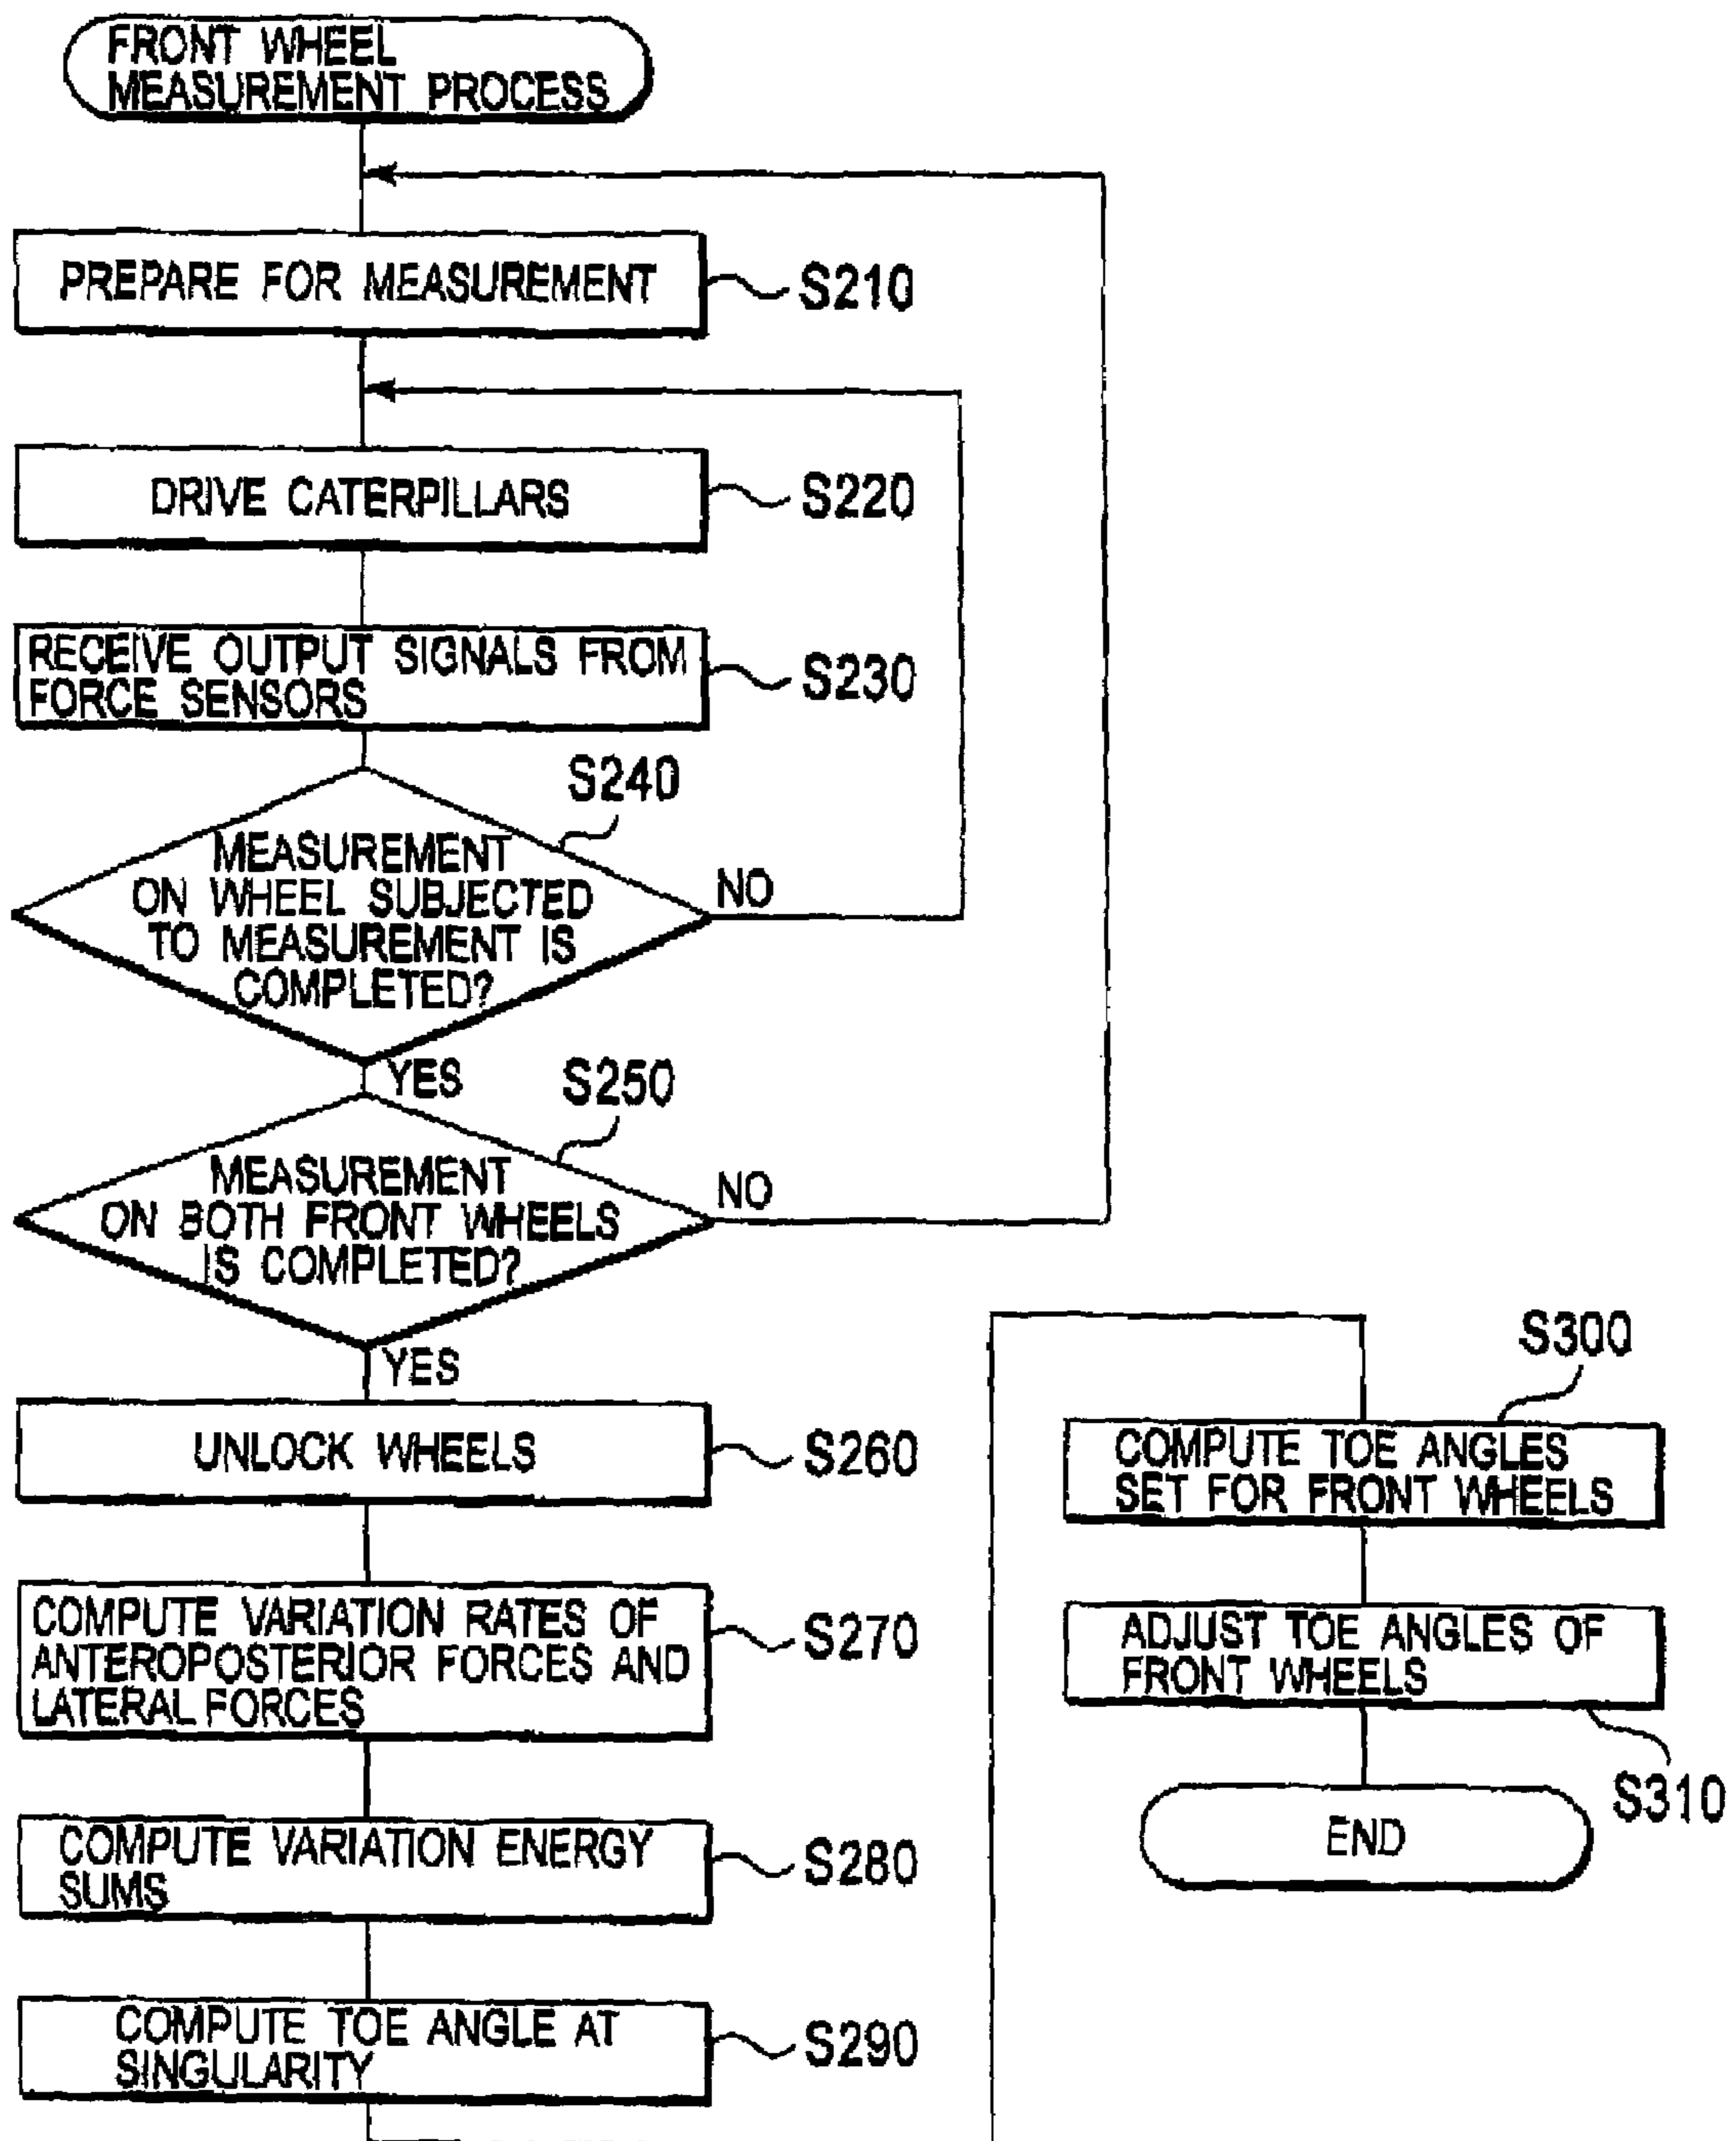 FRONT WHEEL
MEASUREMENT PROCESS
PREPARE FOR MEASUREMENT
S210
DRIVE CATERPILLARS
S220
RECEIVE OUTPUT SIGNALS FROM
FORCE SENSORS
S230
S240
MEASUREMENT
ON WHEEL SUBJECTED
TO MEASUREMENT IS
COMPLETED?
NO
YES
S250
MEASUREMENT
ON BOTH FRONT WHEELS
IS COMPLETED?
NO
YES
UNLOCK WHEELS
S260
COMPUTE VARIATION RATES OF
ANTEROPOSTERIOR FORCES AND
LATERAL FORCES
S270
COMPUTE VARIATION ENERGY
SUMS
S280
COMPUTE TOE ANGLE AT
SINGULARITY
S290
S300
COMPUTE TOE ANGLES
SET FOR FRONT WHEELS
ADJUST TOE ANGLES OF
FRONT WHEELS
S310
END